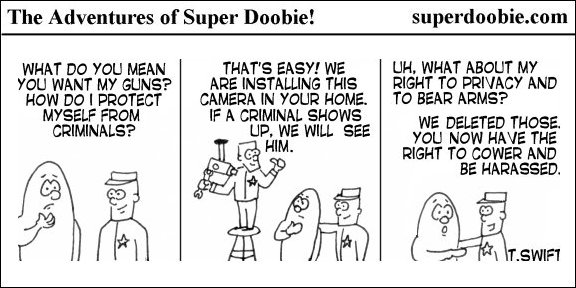 The Adventures of Super Doobie!
superdoobie.com
WHAT DO YOU MEAN
YOU WANT MY GUNS?
HOW DO I PROTECT
MYSELF FROM
CRIMINALS?
THAT'S EASY! WE
ARE INSTALLING THIS
CAMERA IN YOUR HOME.
IF A CRIMINAL SHOWS
UP, WE WILL SEE
HIM.
UH, WHAT ABOUT MY
RIGHT TO PRIVACY AND
TO BEAR ARMS?
WE DELETED THOSE.
YOU NOW HAVE THE
RIGHT TO COWER AND
BE HARASSED.
T.SWIFT